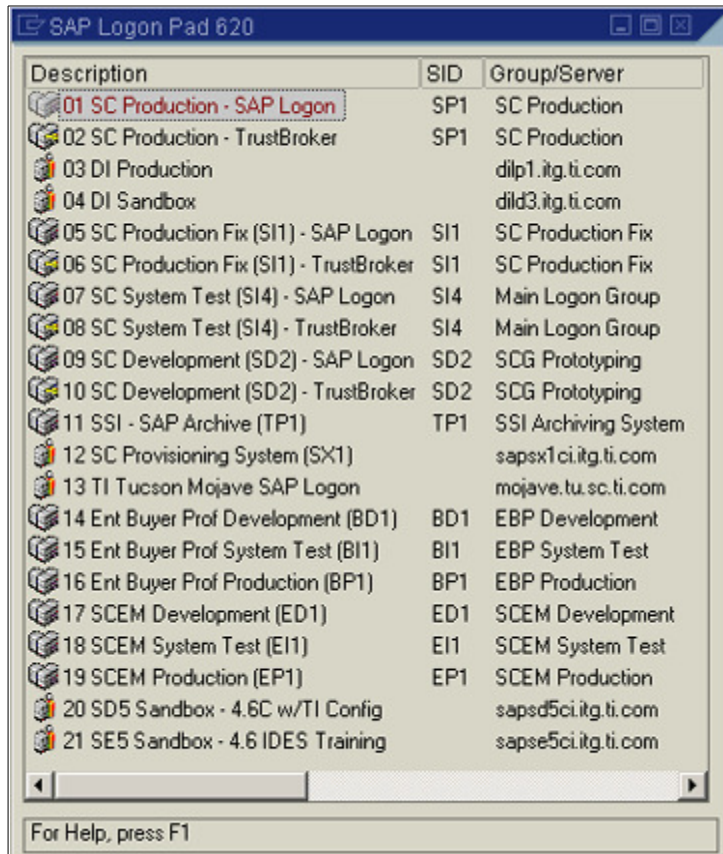 SAP Logon Pad 620
Description SID Group/Server
01 SC Production - SAP Logon SP1 SC Production
02 SC Production - TrustBroker SP1 SC Production
03 DI Production dilp1.itg.ti.com
04 DI Sandbox dild3.itg.ti.com
05 SC Production Fix (SI1) - SAP Logon SI1 SC Production Fix
06 SC Production Fix (SI1) - TrustBroker SI1 SC Production Fix
07 SC System Test (SI4) - SAP Logon SI4 Main Logon Group
08 SC System Test (SI4) - TrustBroker SI4 Main Logon Group
09 SC Development (SD2) - SAP Logon SD2 SCG Prototyping
10 SC Development (SD2) - TrustBroker SD2 SCG Prototyping
11 SSI - SAP Archive (TP1) TP1 SSI Archiving System
12 SC Provisioning System (SX1) sapsx1ci.itg.ti.com
13 TI Tucson Mojave SAP Logon mojave.tu.sc.ti.com
14 Ent Buyer Prof Development (BD1) BD1 EBP Development
15 Ent Buyer Prof System Test (BI1) BI1 EBP System Test
16 Ent Buyer Prof Production (BP1) BP1 EBP Production
17 SCEM Development (ED1) ED1 SCEM Development
18 SCEM System Test (EI1) EI1 SCEM System Test
19 SCEM Production (EP1) EP1 SCEM Production
20 SD5 Sandbox - 4.6C w/TI Config sapsd5ci.itg.ti.com
21 SE5 Sandbox - 4.6 IDES Training sapse5ci.itg.ti.com
For Help, press F1